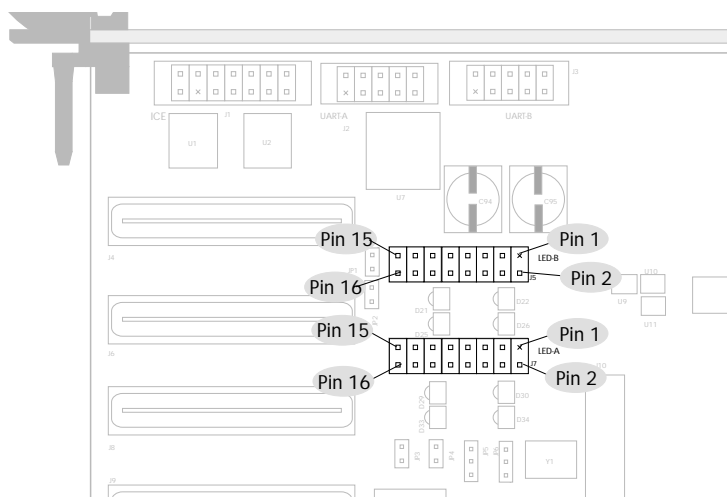 J3
ICE
J1
UART-A
UART-B
J2
U1
U2
U7
C94
C95
Pin 15
Pin 1
J4
JP1
LED-B
Pin 16
J5
Pin 2
U10
U9
D21
D22
U11
JP2
D25
D26
Pin 15
Pin 1
J6
LED-A
Pin 16
J7
Pin 2
J10
D29
D30
D33
D34
J8
JP3
JP4
JP5
JP6
Y1
J9